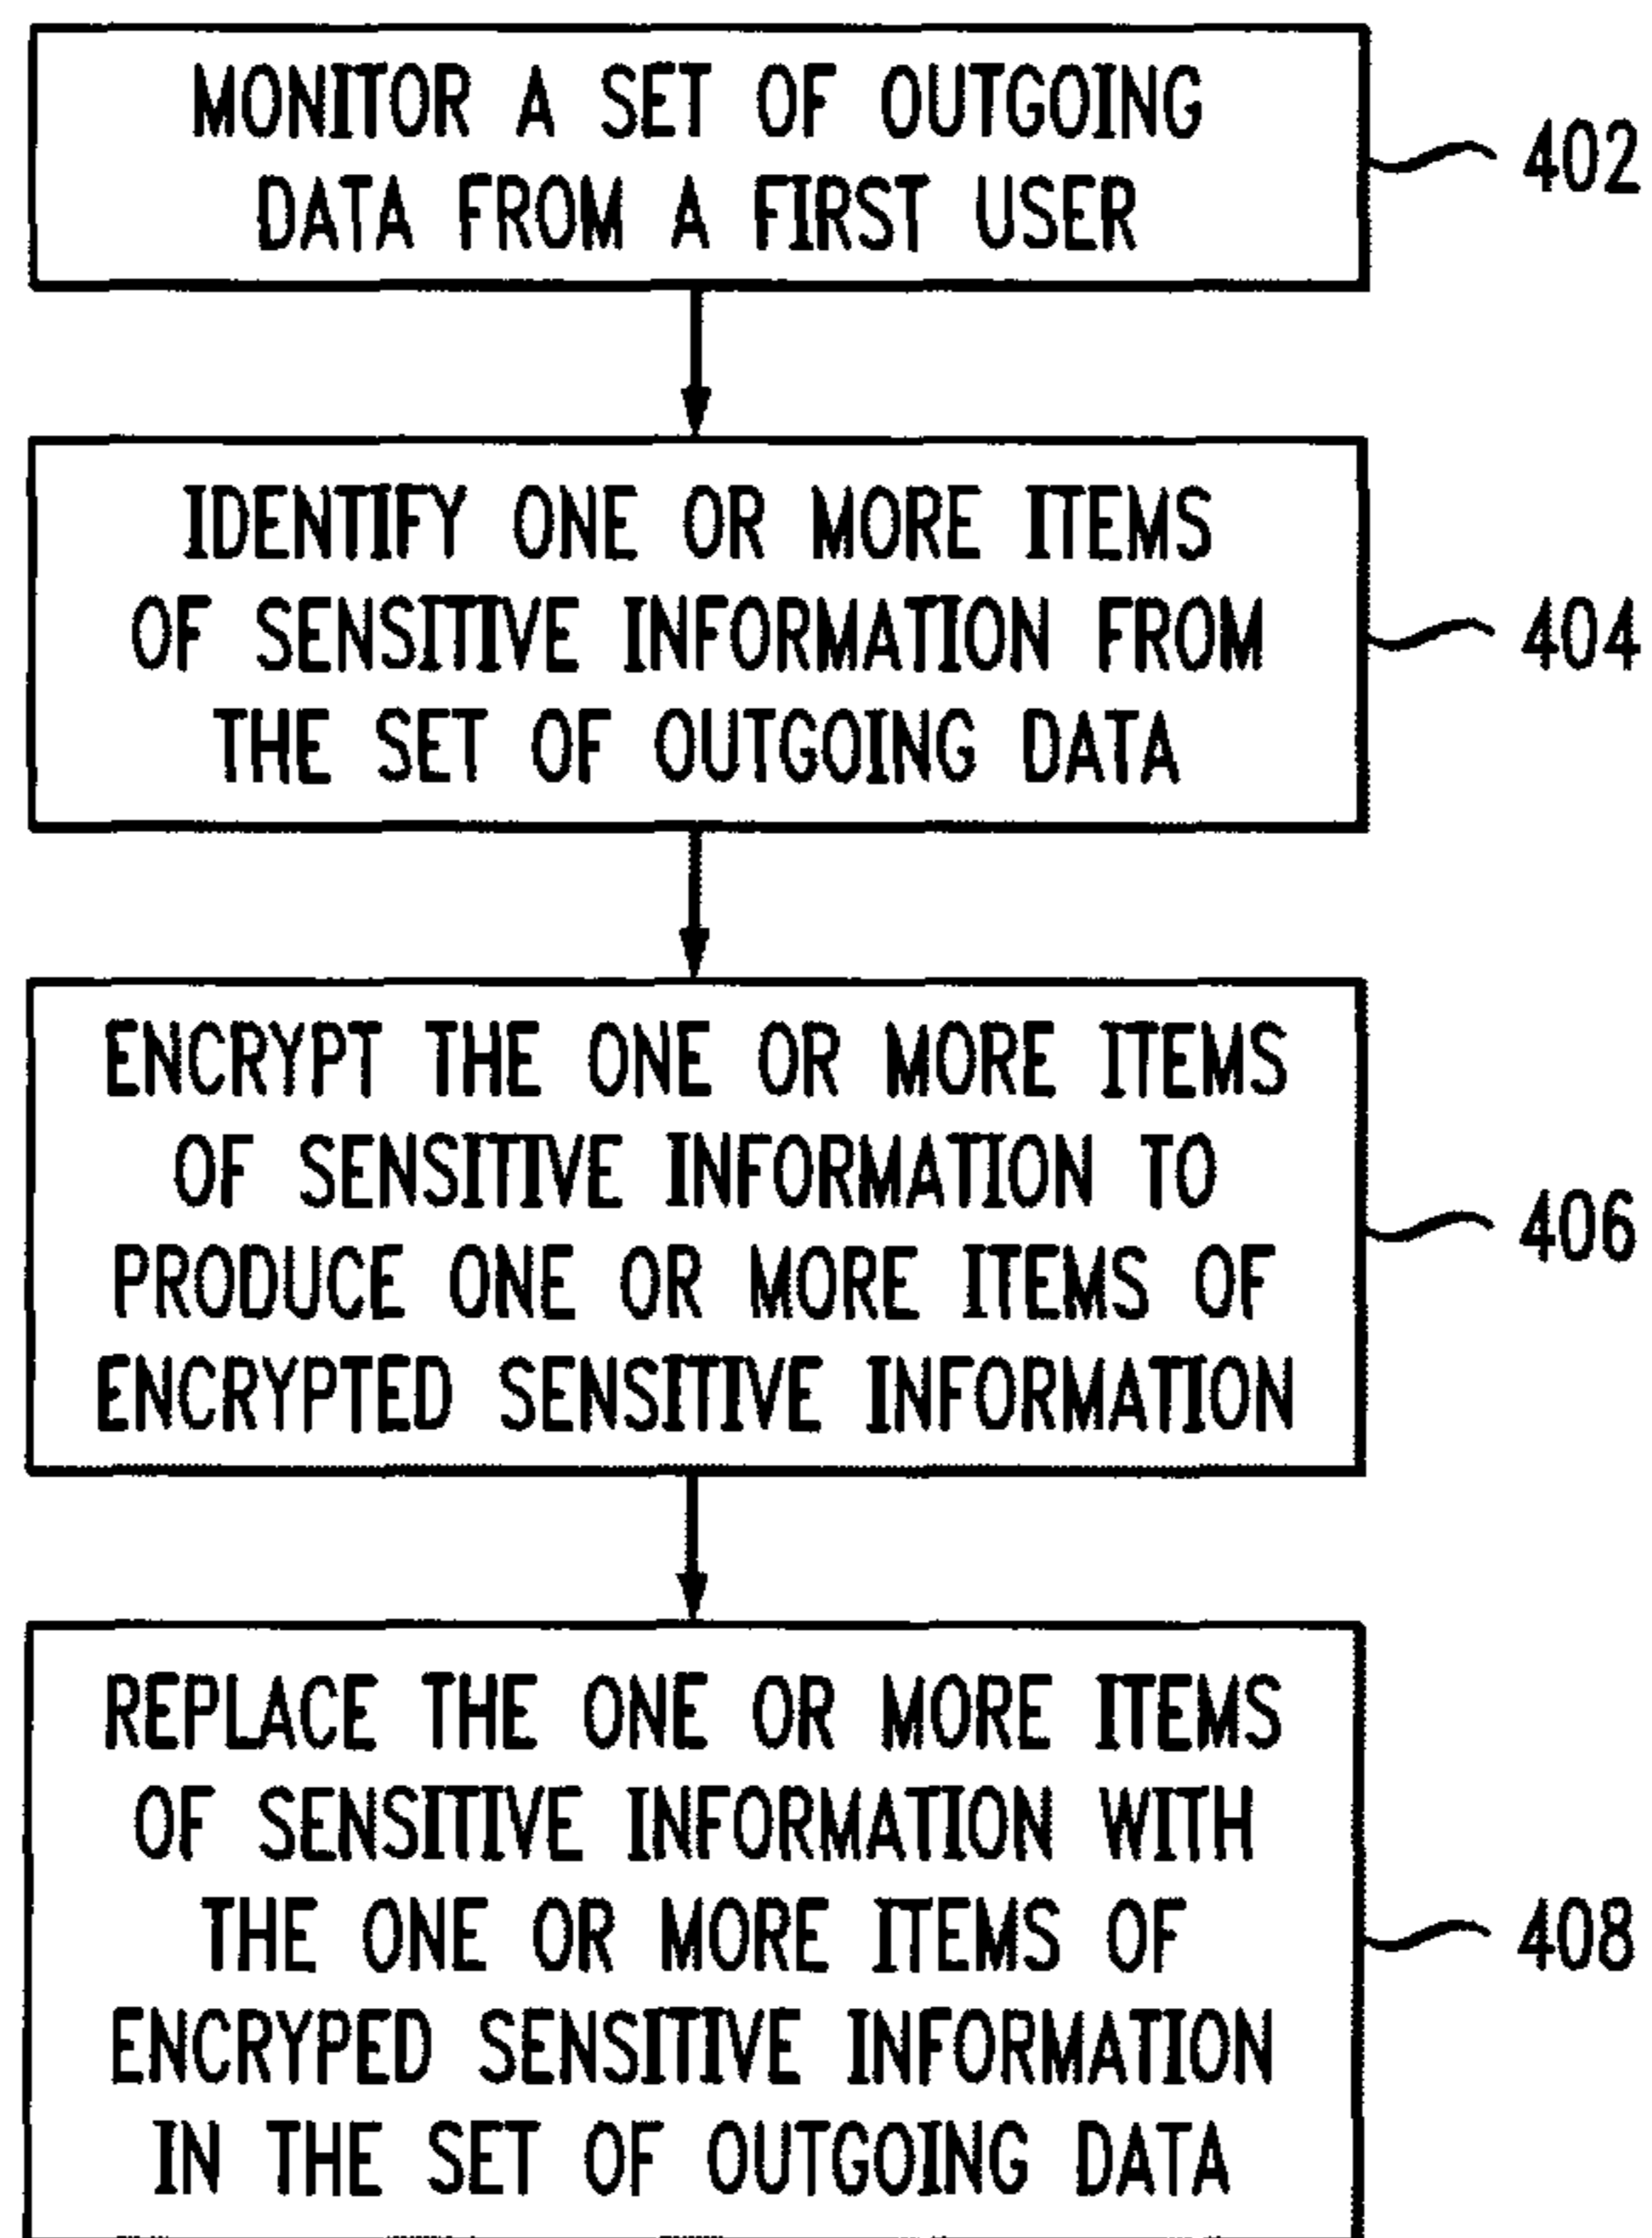 MONITOR A SET OF OUTGOING
DATA FROM A FIRST USER
402
IDENTIFY ONE OR MORE ITEMS
OF SENSITIVE INFORMATION FROM
THE SET OF OUTGOING DATA
404
ENCRYPT THE ONE OR MORE ITEMS
OF SENSITIVE INFORMATION TO
PRODUCE ONE OR MORE ITEMS OF
ENCRYPTED SENSITIVE INFORMATION
406
REPLACE THE ONE OR MORE ITEMS
OF SENSITIVE INFORMATION WITH
THE ONE OR MORE ITEMS OF
ENCRYPED SENSITIVE INFORMATION
IN THE SET OF OUTGOING DATA
408